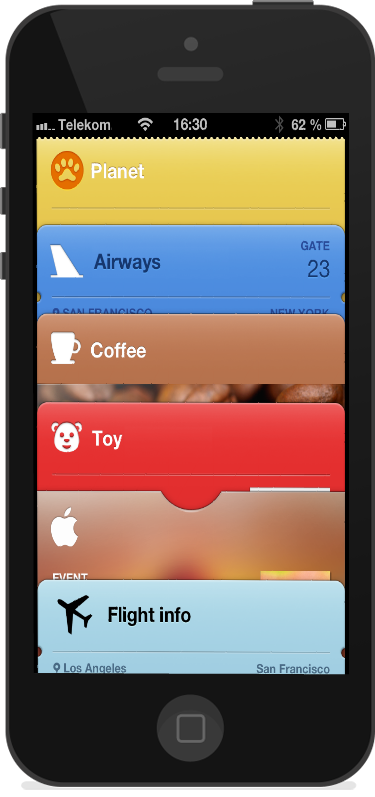 Telekom 16:30 62 %
Planet
Airways
GATE
23
SAN FRANCISCO NEW YORK
Coffee
Toy
EVENT
Flight info
Los Angeles San Francisco